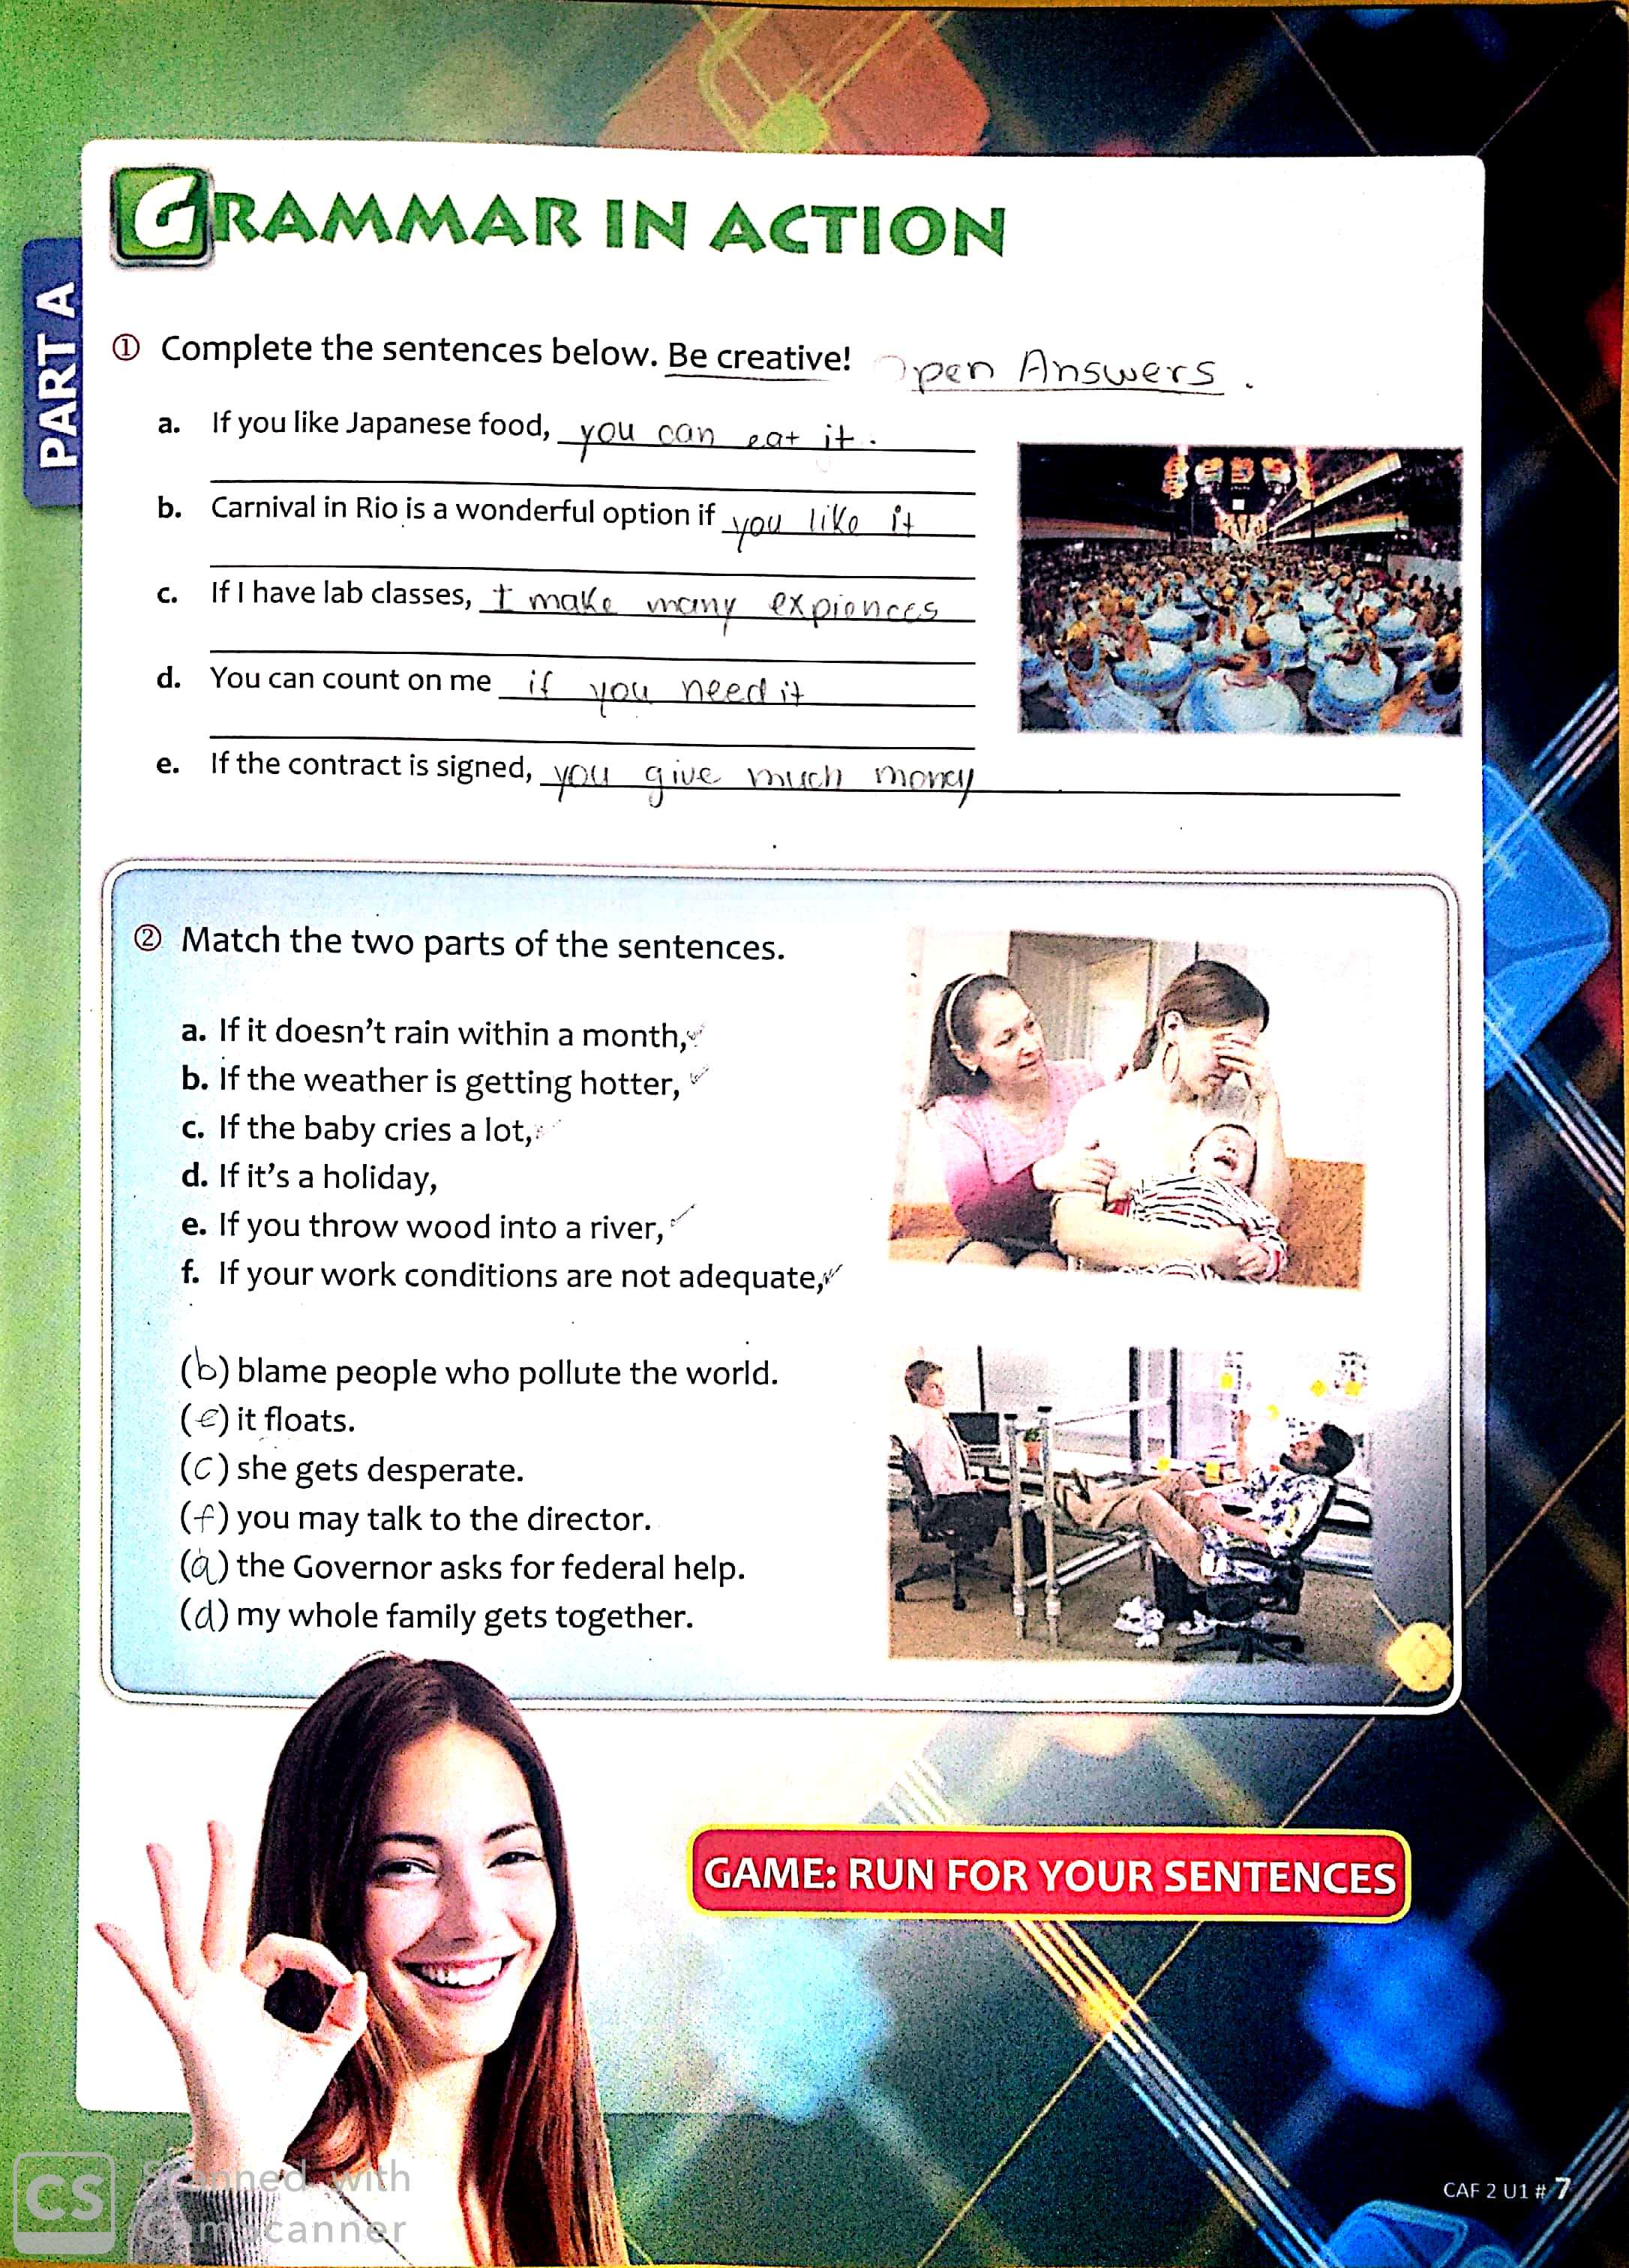 GRAMMAR IN ACTION
PART A
① Complete the sentences below. Be creative! Open Answers.
a. If you like Japanese food, you can eat it.
b. Carnival in Rio is a wonderful option if you like it
c. If I have lab classes, I make many expiences
d. You can count on me if you need it
e. If the contract is signed, you give much money
② Match the two parts of the sentences.
a. If it doesn't rain within a month,
b. If the weather is getting hotter,
c. If the baby cries a lot,
d. If it's a holiday,
e. If you throw wood into a river,
f. If your work conditions are not adequate,
(b) blame people who pollute the world.
(e) it floats.
(c) she gets desperate.
(f) you may talk to the director.
(a) the Governor asks for federal help.
(d) my whole family gets together.
GAME: RUN FOR YOUR SENTENCES
CAF 2 U1 # 7
CS Scanned with
CamScanner